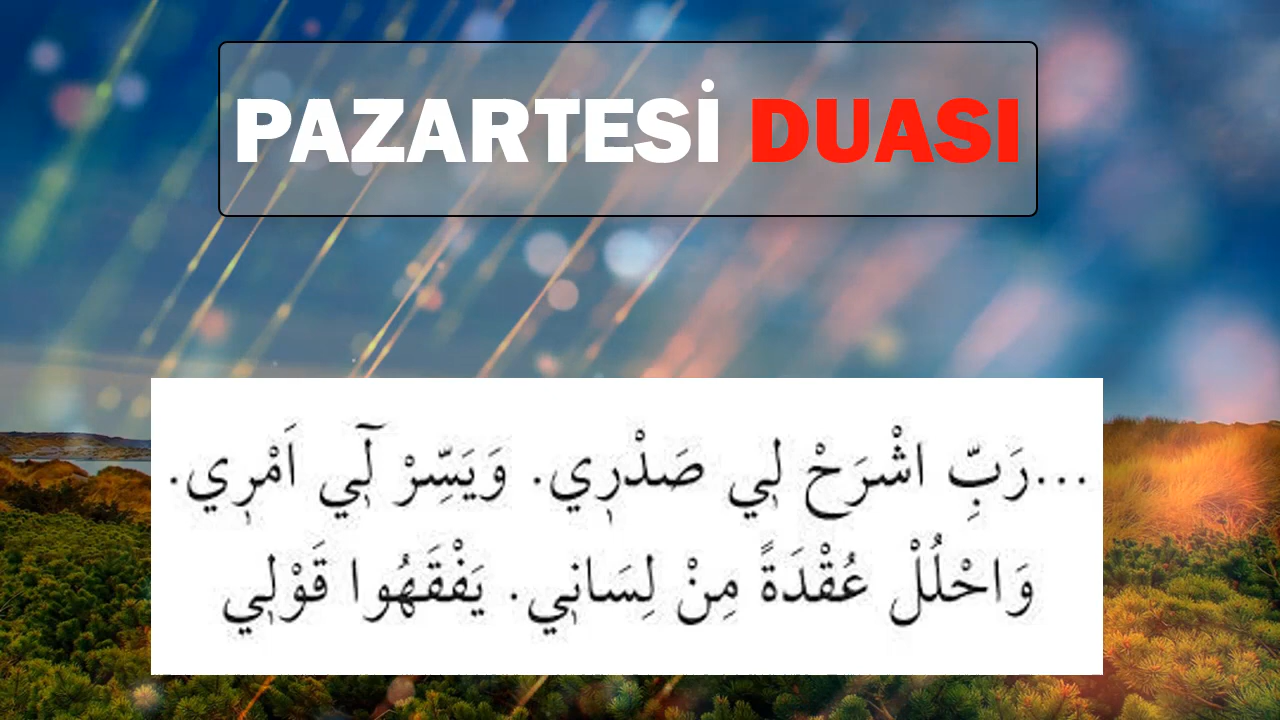 PAZARTESİ DUASI
...رَبِّ اشْرَحْ لٖي صَدْرٖي. وَيَسِّرْ لٖٓي اَمْرٖي.
وَاحْلُلْ عُقْدَةً مِنْ لِسَانٖي. يَفْقَهُوا قَوْلٖي